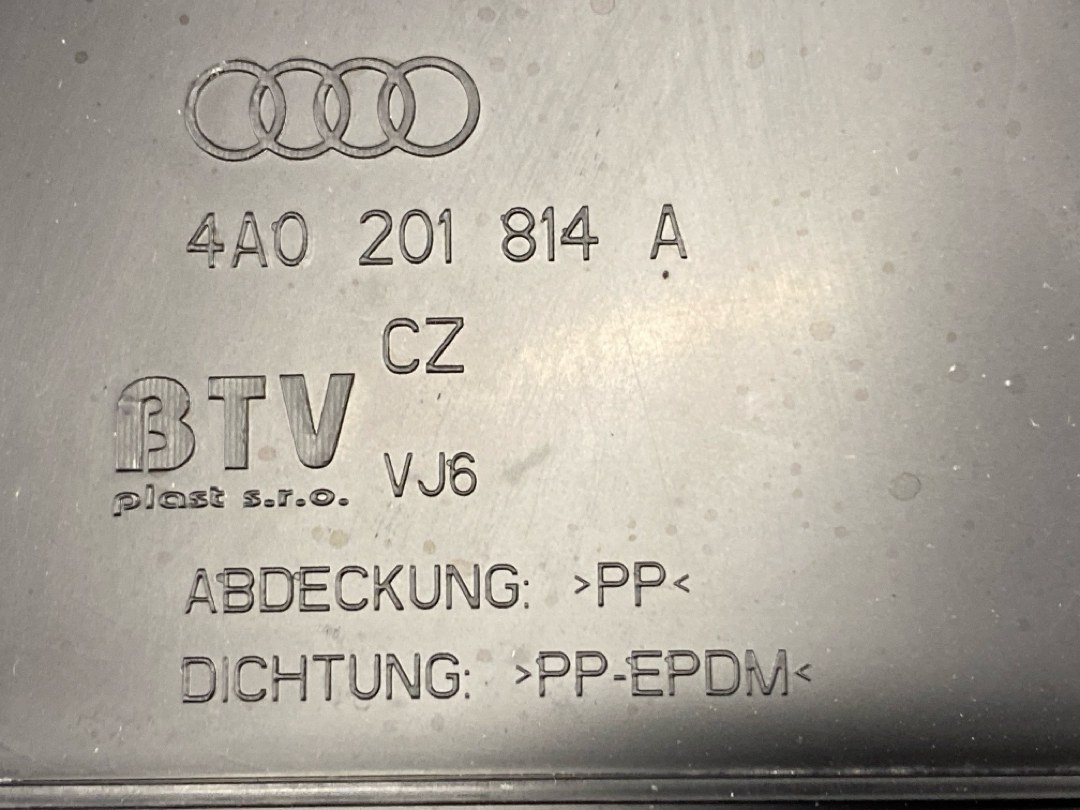 4A0 201 814 A
CZ
BTV
plast s.r.o.
VJ6
ABDECKUNG: >PP<
DICHTUNG: >PP-EPDM<